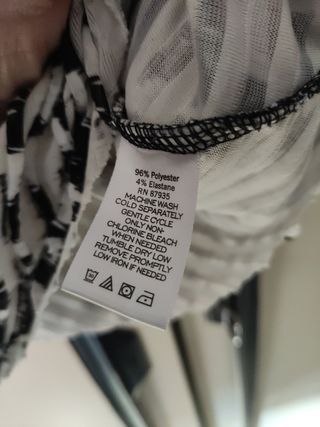 96% Polyester
4% Elastane
RN 87935
MACHINE WASH
COLD SEPARATELY
GENTLE CYCLE
ONLY NON-
CHLORINE BLEACH
WHEN NEEDED
TUMBLE DRY LOW
REMOVE PROMPTLY
LOW IRON IF NEEDED
30